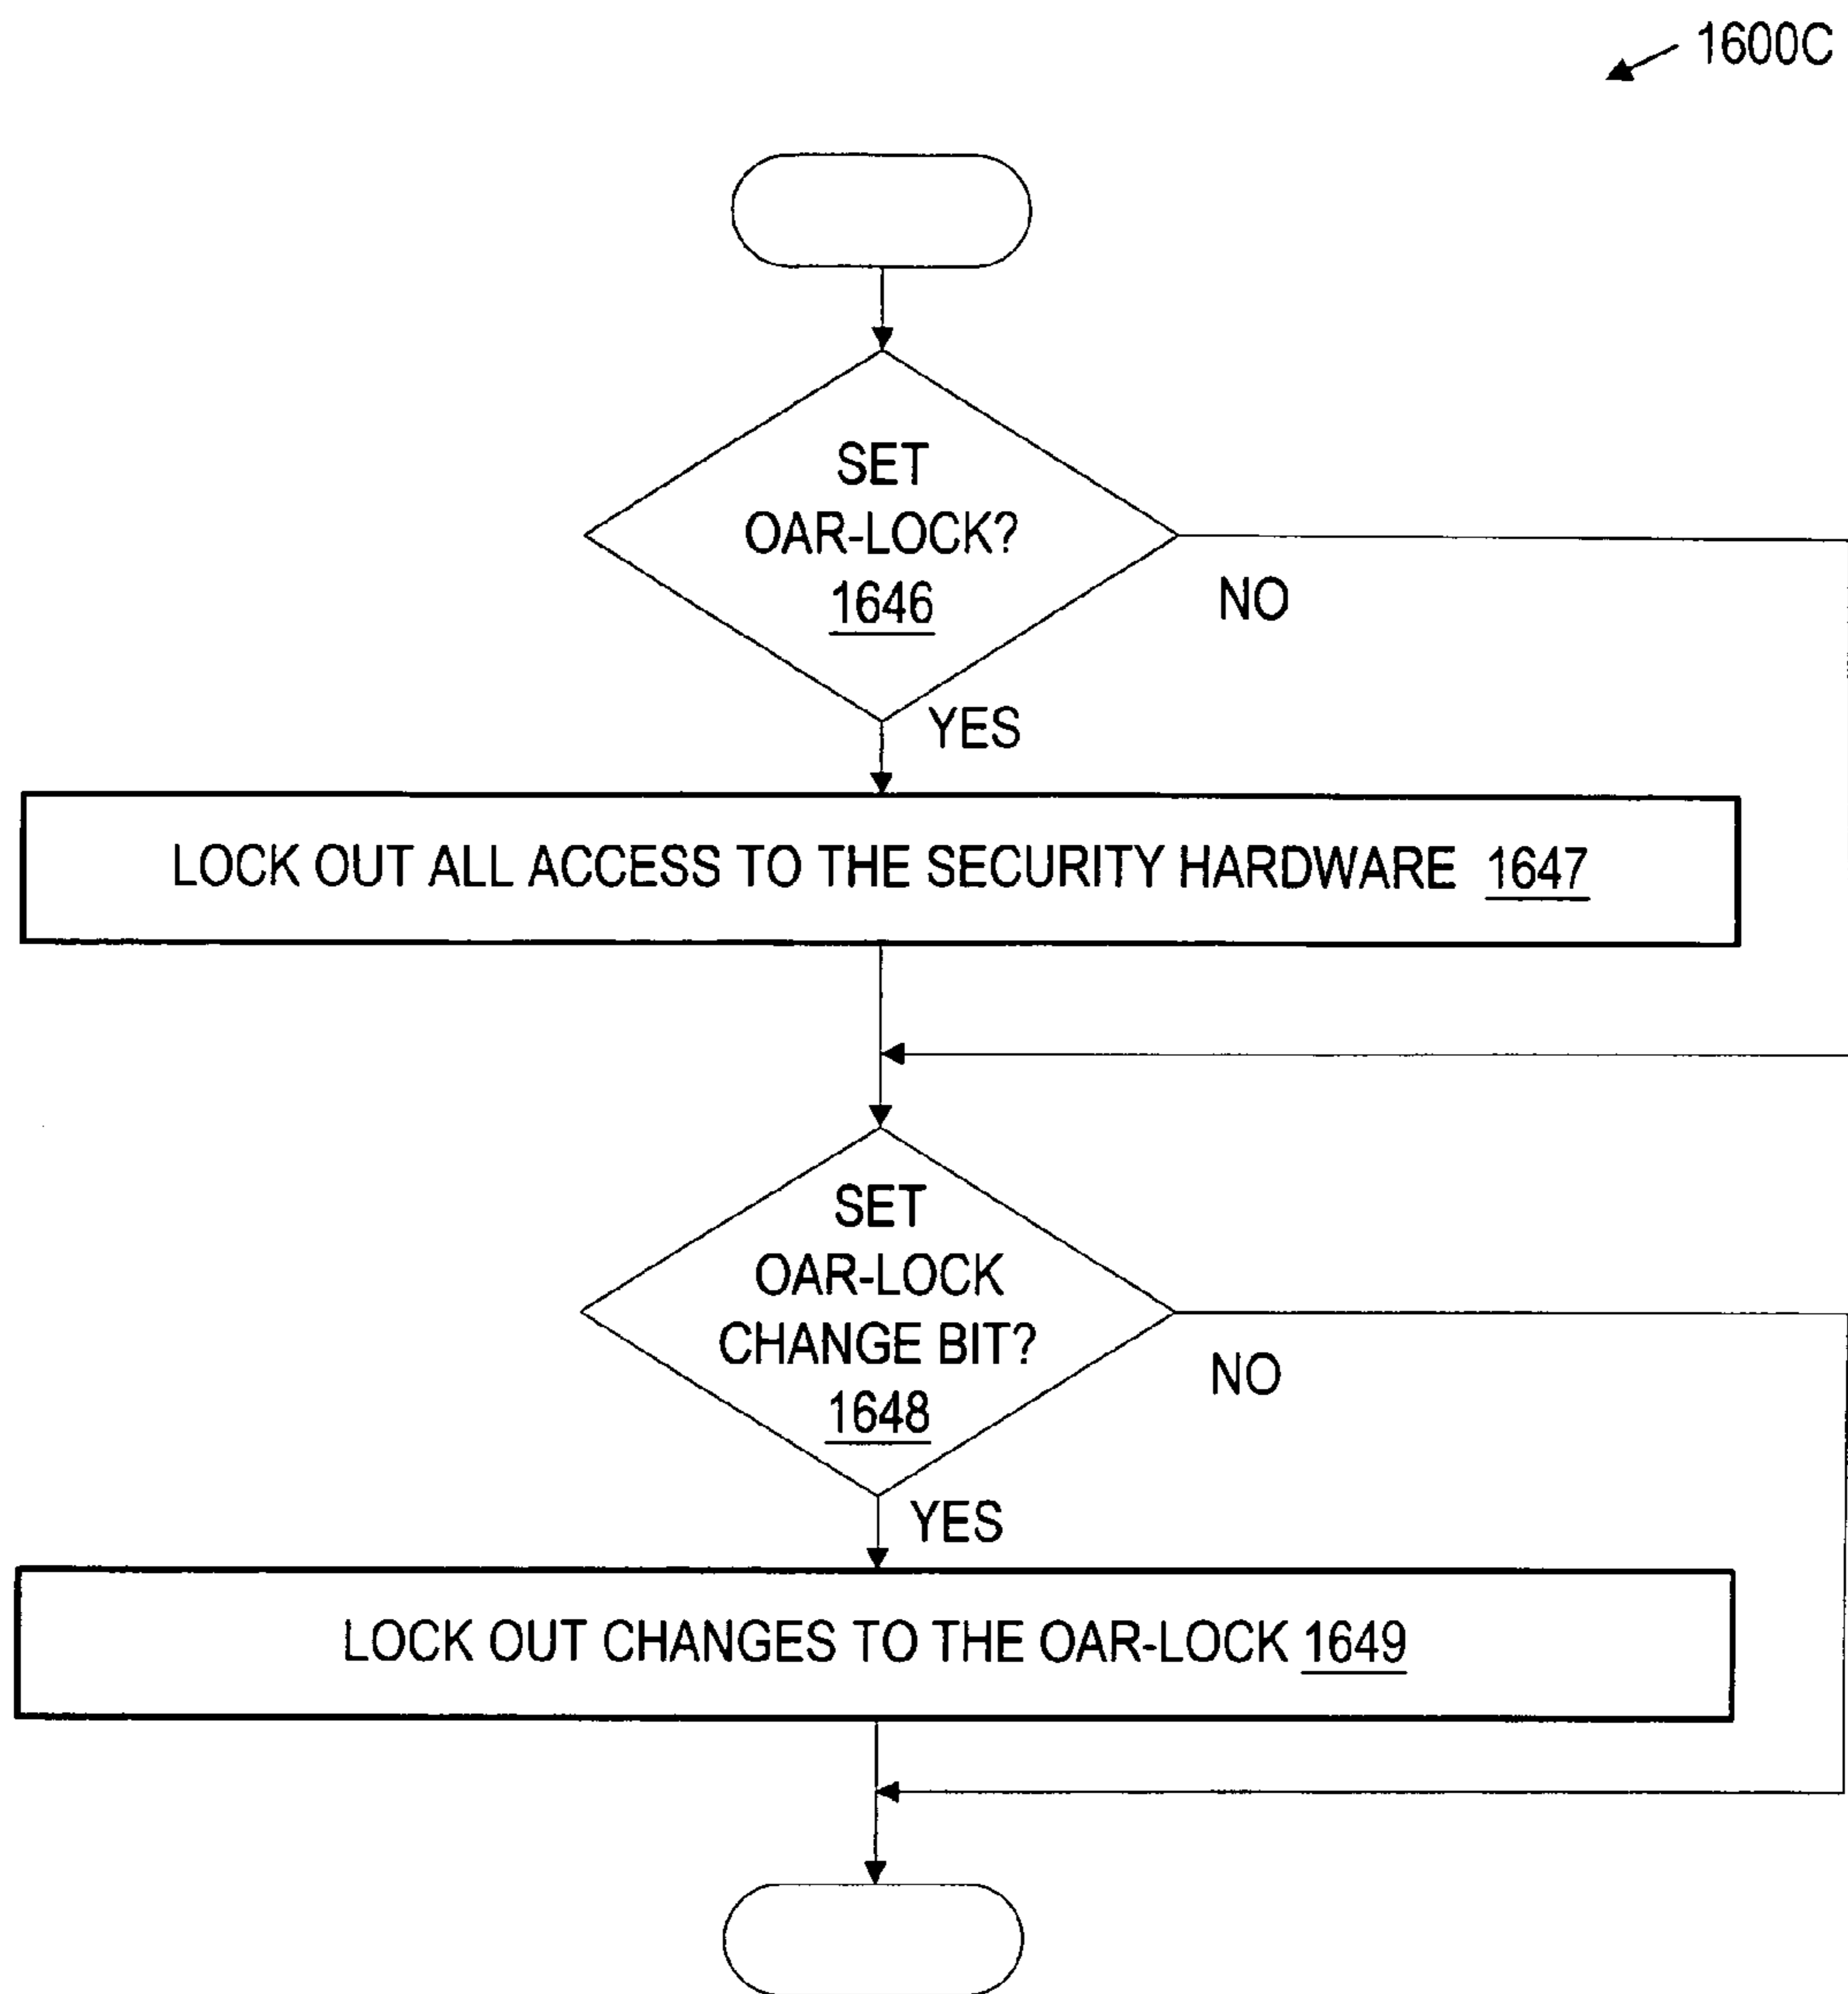 1600C
SET
OAR-LOCK?
1646
NO
YES
LOCK OUT ALL ACCESS TO THE SECURITY HARDWARE 1647
SET
OAR-LOCK
CHANGE BIT?
1648
NO
YES
LOCK OUT CHANGES TO THE OAR-LOCK 1649